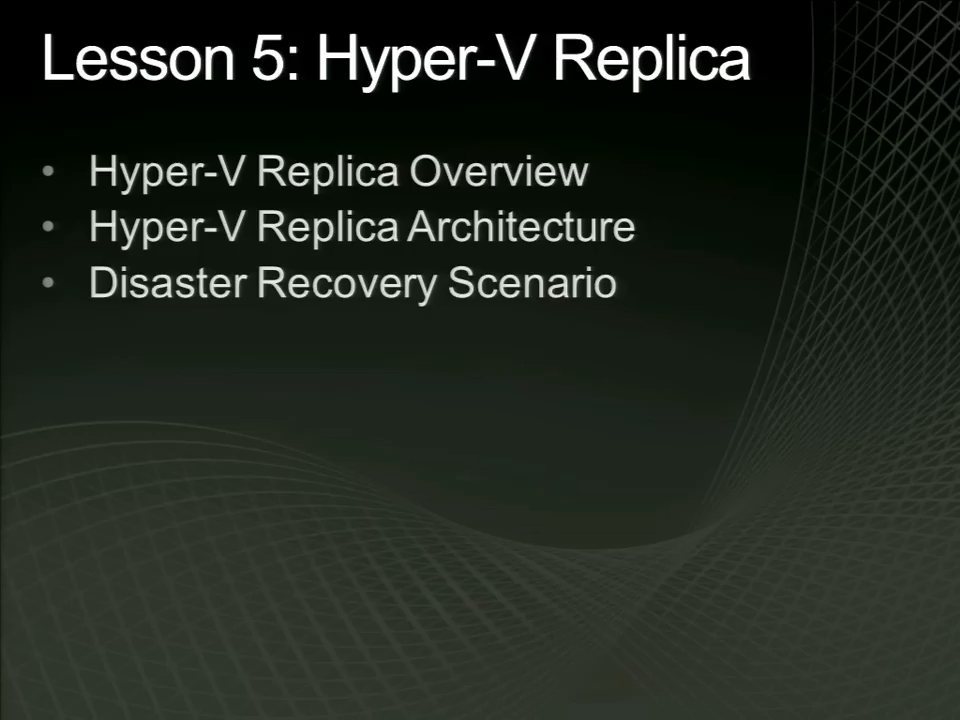 Lesson 5: Hyper-V Replica
• Hyper-V Replica Overview
• Hyper-V Replica Architecture
• Disaster Recovery Scenario